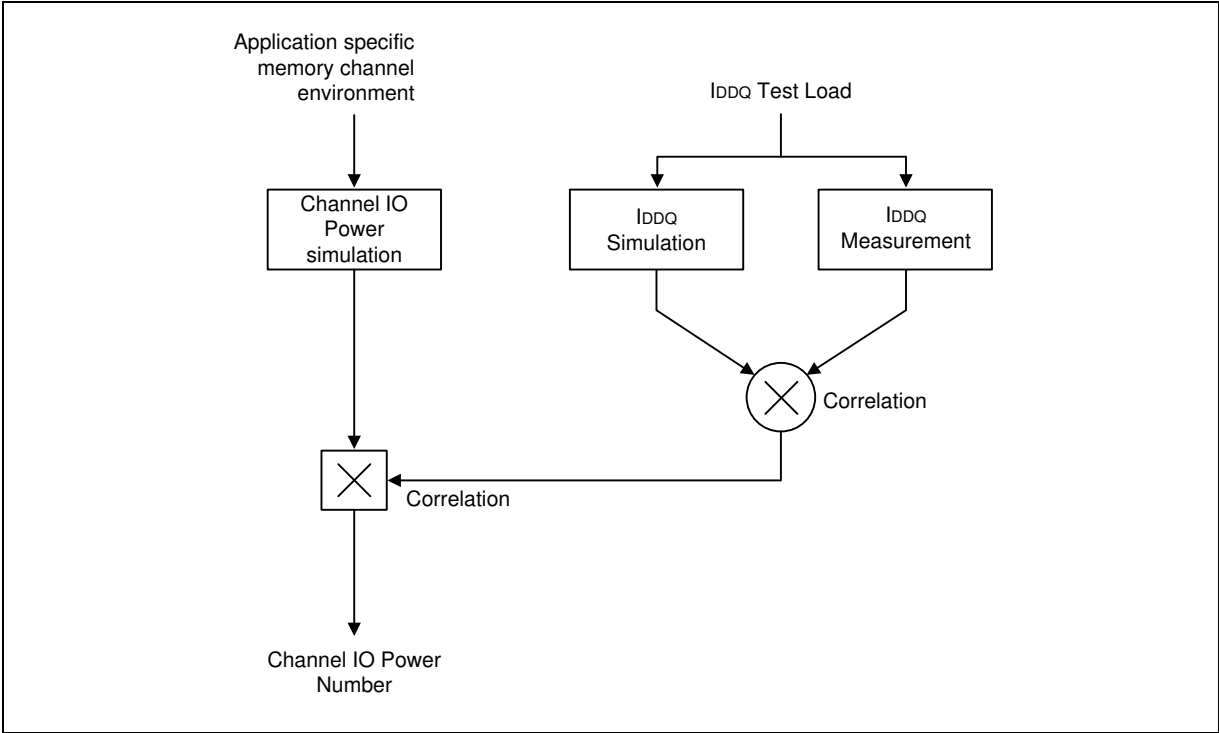 Application specific
memory channel
environment
IDDQ Test Load
Channel IO
Power
simulation
IDDQ
Simulation
IDDQ
Measurement
Correlation
Correlation
Channel IO Power
Number